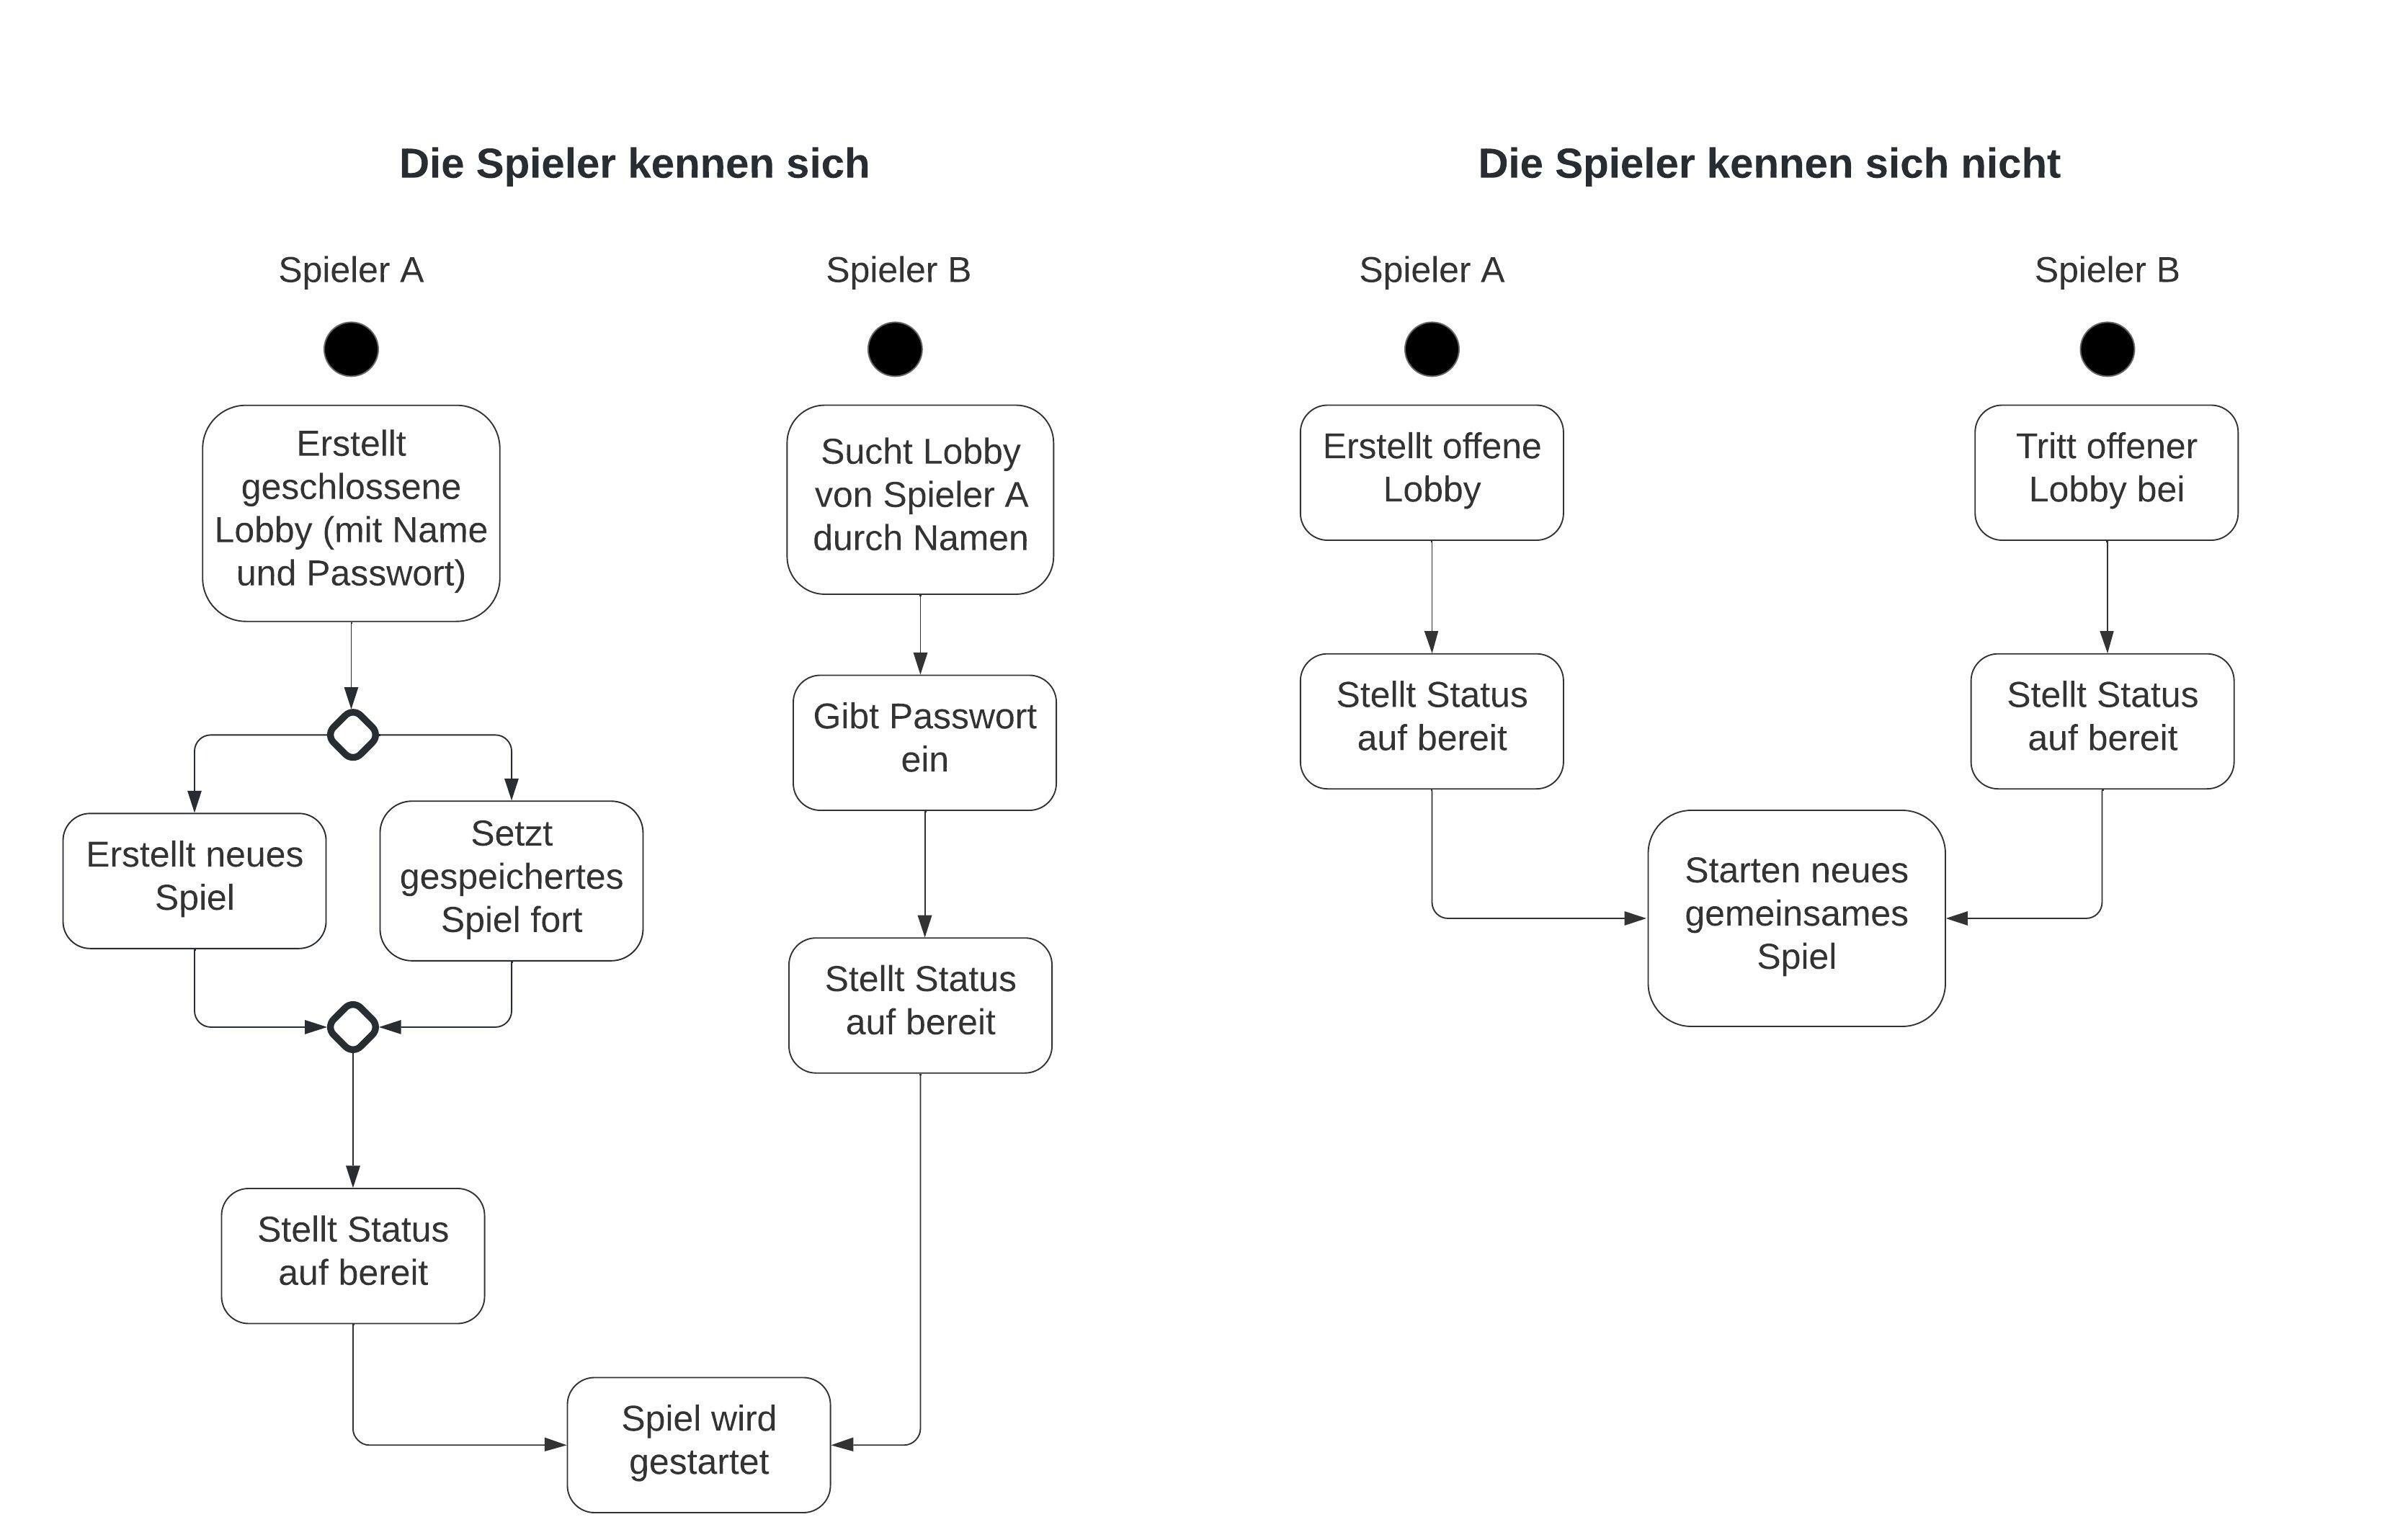 Die Spieler kennen sich
Spieler A
Erstellt
geschlossene
Lobby (mit Name
und Passwort)
Erstellt neues
Spiel
Setzt
gespeichertes
Spiel fort
Stellt Status
auf bereit
Spieler B
Sucht Lobby
von Spieler A
durch Namen
Gibt Passwort
ein
Stellt Status
auf bereit
Spiel wird
gestartet
Die Spieler kennen sich nicht
Spieler A
Erstellt offene
Lobby
Stellt Status
auf bereit
Spieler B
Tritt offener
Lobby bei
Stellt Status
auf bereit
Starten neues
gemeinsames
Spiel